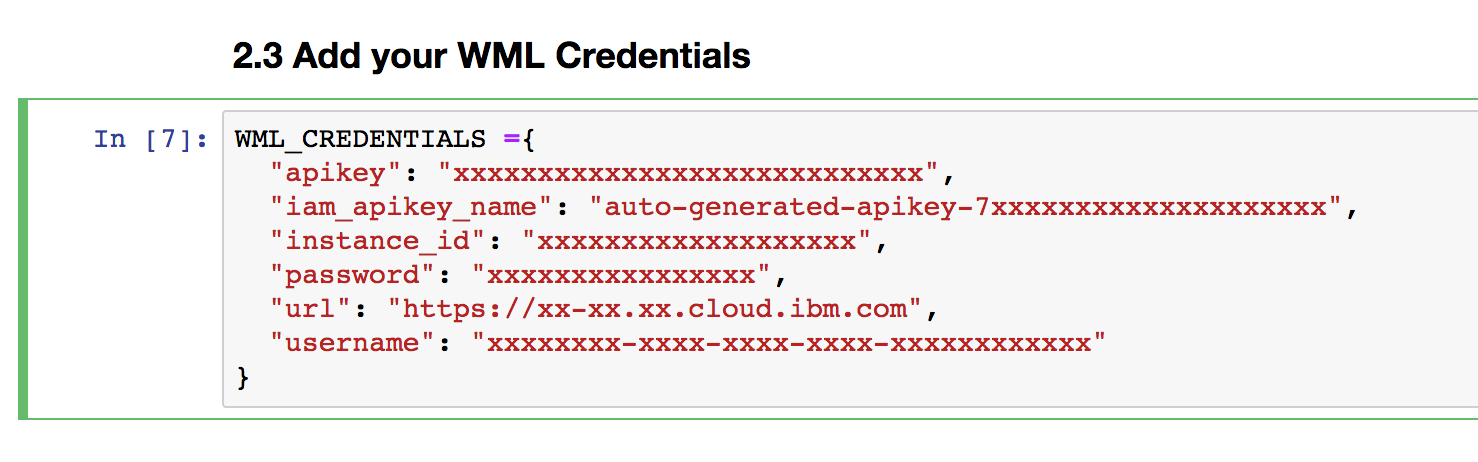 2.3 Add your WML Credentials
In [7]: WML_CREDENTIALS ={
"apikey": "xxxxxxxxxxxxxxxxxxxxxxxxxxxx",
"iam_apikey_name": "auto-generated-apikey-7xxxxxxxxxxxxxxxxxxxx",
"instance_id": "xxxxxxxxxxxxxxxxxxx",
"password": "xxxxxxxxxxxxxxxx",
"url": "https://xx-xx.xx.cloud.ibm.com",
"username": "xxxxxxxx-xxxx-xxxx-xxxx-xxxxxxxxxxxx"
}